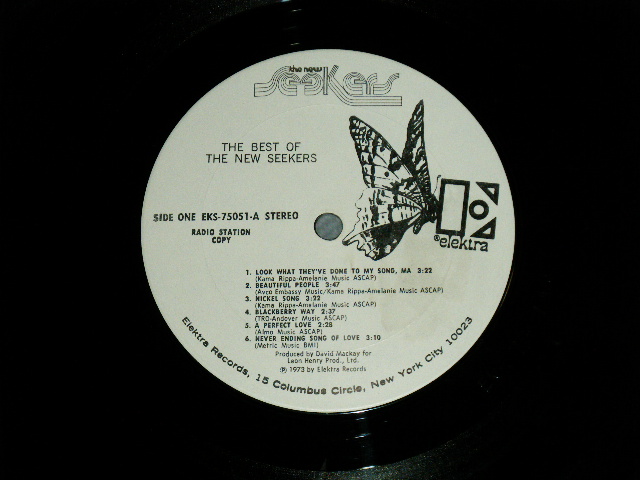 the new
seekers
THE BEST OF
THE NEW SEEKERS
SIDE ONE EKS-75051-A STEREO
RADIO STATION
COPY
® elektra
1. LOOK WHAT THEY'VE DONE TO MY SONG, MA 3:22
(Kama Rippa-Amelanie Music ASCAP)
2. BEAUTIFUL PEOPLE 3:47
(Avco Embassy Music/Kama Rippa-Amelanie Music ASCAP)
3. NICKEL SONG 3:22
(Kama Rippa-Amelanie Music ASCAP)
4. BLACKBERRY WAY 2:37
(TRO-Andover Music ASCAP)
5. A PERFECT LOVE 2:28
(Almo Music ASCAP)
6. NEVER ENDING SONG OF LOVE 3:10
(Metric Music BMI)
Produced by David Mackay for
Leon Henry Prod., Ltd.
℗ 1973 by Elektra Records
Elektra Records, 15 Columbus Circle, New York City 10023